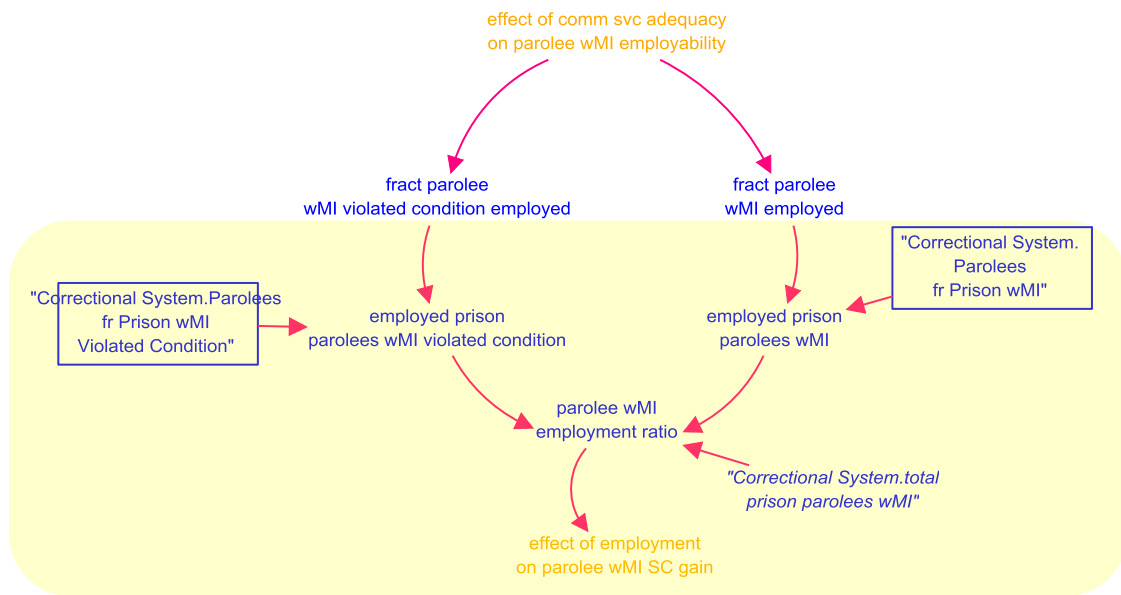 effect of comm svc adequacy
on parolee wMI employability
fract parolee
wMI violated condition employed
fract parolee
wMI employed
"Correctional System.
Parolees
fr Prison wMI"
"Correctional System.Parolees
fr Prison wMI
Violated Condition"
employed prison
parolees wMI violated condition
employed prison
parolees wMI
parolee wMI
employment ratio
"Correctional System.total
prison parolees wMI"
effect of employment
on parolee wMI SC gain